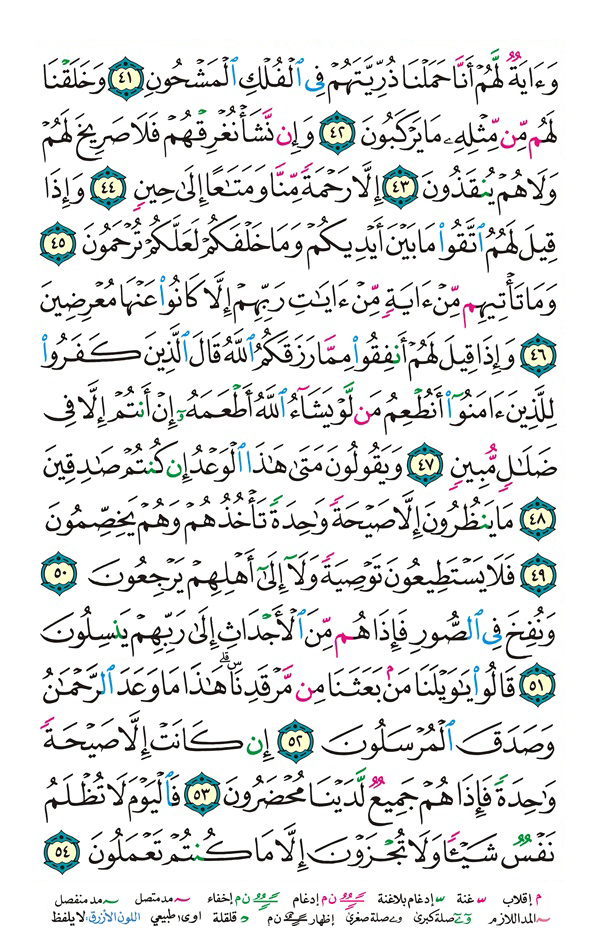 وَءَايَةٌ لَّهُمْ أَنَّا حَمَلْنَا ذُرِّيَّتَهُمْ فِى ٱلْفُلْكِ ٱلْمَشْحُونِ ٤١ وَخَلَقْنَا
لَهُم مِّن مِّثْلِهِۦ مَا يَرْكَبُونَ ٤٢ وَإِن نَّشَأْ نُغْرِقْهُمْ فَلَا صَرِيخَ لَهُمْ
وَلَا هُمْ يُنقَذُونَ ٤٣ إِلَّا رَحْمَةً مِّنَّا وَمَتَـٰعًا إِلَىٰ حِينٍ ٤٤ وَإِذَا
قِيلَ لَهُمُ ٱتَّقُوا۟ مَا بَيْنَ أَيْدِيكُمْ وَمَا خَلْفَكُمْ لَعَلَّكُمْ تُرْحَمُونَ ٤٥
وَمَا تَأْتِيهِم مِّنْ ءَايَةٍ مِّنْ ءَايَـٰتِ رَبِّهِمْ إِلَّا كَانُوا۟ عَنْهَا مُعْرِضِينَ
٤٦ وَإِذَا قِيلَ لَهُمْ أَنفِقُوا۟ مِمَّا رَزَقَكُمُ ٱللَّهُ قَالَ ٱلَّذِينَ كَفَرُوا۟
لِلَّذِينَ ءَامَنُوٓا۟ أَنُطْعِمُ مَن لَّوْ يَشَآءُ ٱللَّهُ أَطْعَمَهُۥٓ إِنْ أَنتُمْ إِلَّا فِى
ضَلَـٰلٍ مُّبِينٍ ٤٧ وَيَقُولُونَ مَتَىٰ هَـٰذَا ٱلْوَعْدُ إِن كُنتُمْ صَـٰدِقِينَ
٤٨ مَا يَنظُرُونَ إِلَّا صَيْحَةً وَٰحِدَةً تَأْخُذُهُمْ وَهُمْ يَخِصِّمُونَ
٤٩ فَلَا يَسْتَطِيعُونَ تَوْصِيَةً وَلَآ إِلَىٰٓ أَهْلِهِمْ يَرْجِعُونَ ٥٠
وَنُفِخَ فِى ٱلصُّورِ فَإِذَا هُم مِّنَ ٱلْأَجْدَاثِ إِلَىٰ رَبِّهِمْ يَنسِلُونَ
٥١ قَالُوا۟ يَـٰوَيْلَنَا مَنۢ بَعَثَنَا مِن مَّرْقَدِنَا ۜ ۗ هَـٰذَا مَا وَعَدَ ٱلرَّحْمَـٰنُ
وَصَدَقَ ٱلْمُرْسَلُونَ ٥٢ إِن كَانَتْ إِلَّا صَيْحَةً
وَٰحِدَةً فَإِذَا هُمْ جَمِيعٌ لَّدَيْنَا مُحْضَرُونَ ٥٣ فَٱلْيَوْمَ لَا تُظْلَمُ
نَفْسٌ شَيْـًٔا وَلَا تُجْزَوْنَ إِلَّا مَا كُنتُمْ تَعْمَلُونَ ٥٤
م إقلاب غنة إدغام بلاغنة ن م إدغام ن م إخفاء مد متصل مد منفصل
المد اللازم صلة كبرى و ے صلة صغرى إظهار ن م قلقلة اوى: طبيعي اللون الأزرق: لا يلفظ